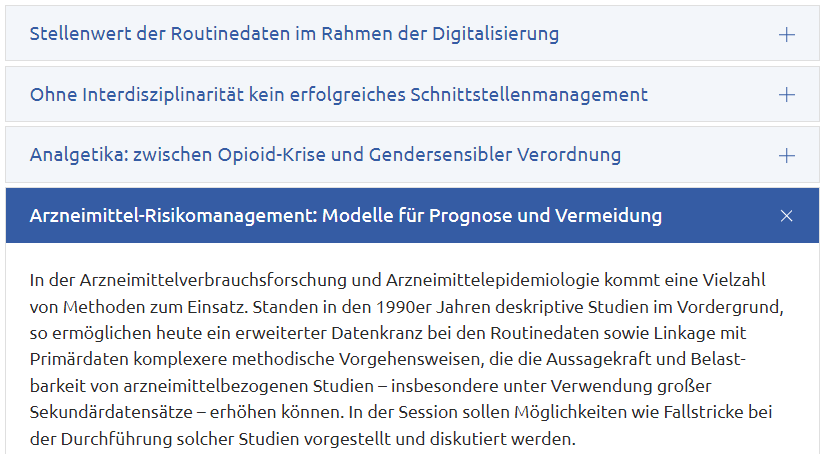 Stellenwert der Routinedaten im Rahmen der Digitalisierung
Ohne Interdisziplinarität kein erfolgreiches Schnittstellenmanagement
Analgetika: zwischen Opioid-Krise und Gendersensibler Verordnung
Arzneimittel-Risikomanagement: Modelle für Prognose und Vermeidung
In der Arzneimittelverbrauchsforschung und Arzneimittelepidemiologie kommt eine Vielzahl
von Methoden zum Einsatz. Standen in den 1990er Jahren deskriptive Studien im Vordergrund,
so ermöglichen heute ein erweiterter Datenkranz bei den Routinedaten sowie Linkage mit
Primärdaten komplexere methodische Vorgehensweisen, die die Aussagekraft und Belast-
barkeit von arzneimittelbezogenen Studien – insbesondere unter Verwendung großer
Sekundärdatensätze – erhöhen können. In der Session sollen Möglichkeiten wie Fallstricke bei
der Durchführung solcher Studien vorgestellt und diskutiert werden.